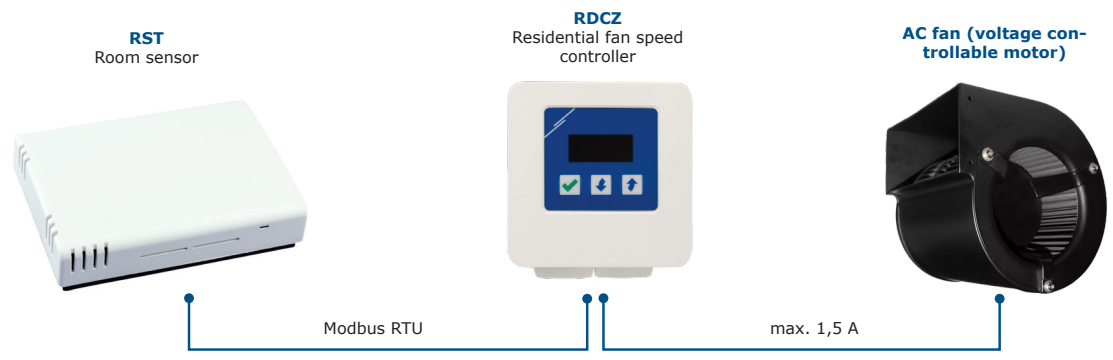 RST
Room sensor
RDCZ
Residential fan speed
controller
AC fan (voltage con-
trollable motor)
Modbus RTU
max. 1,5 A